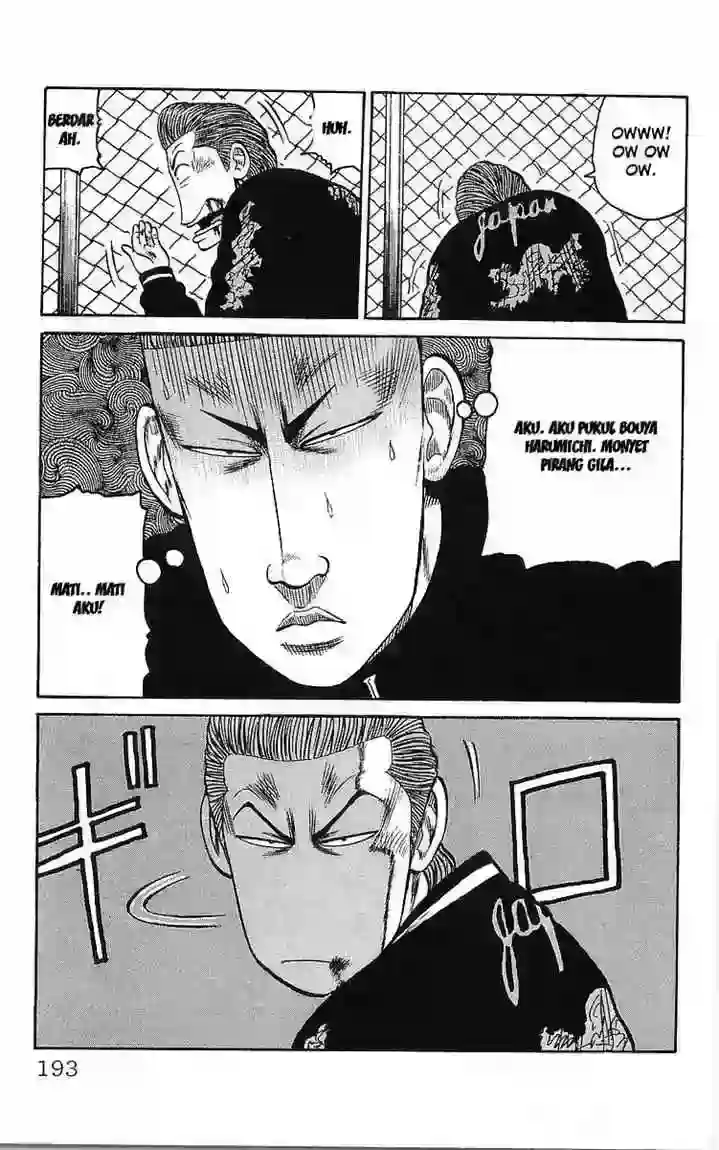 OWWW!
OW OW
OW.
japan
HUH.
BERDAR
AH.
AKU. AKU PUKUL BOUYA
HARUMICHI. MONYET
PIRANG GILA...
MATI.. MATI
AKU!
ギロ
jap
193